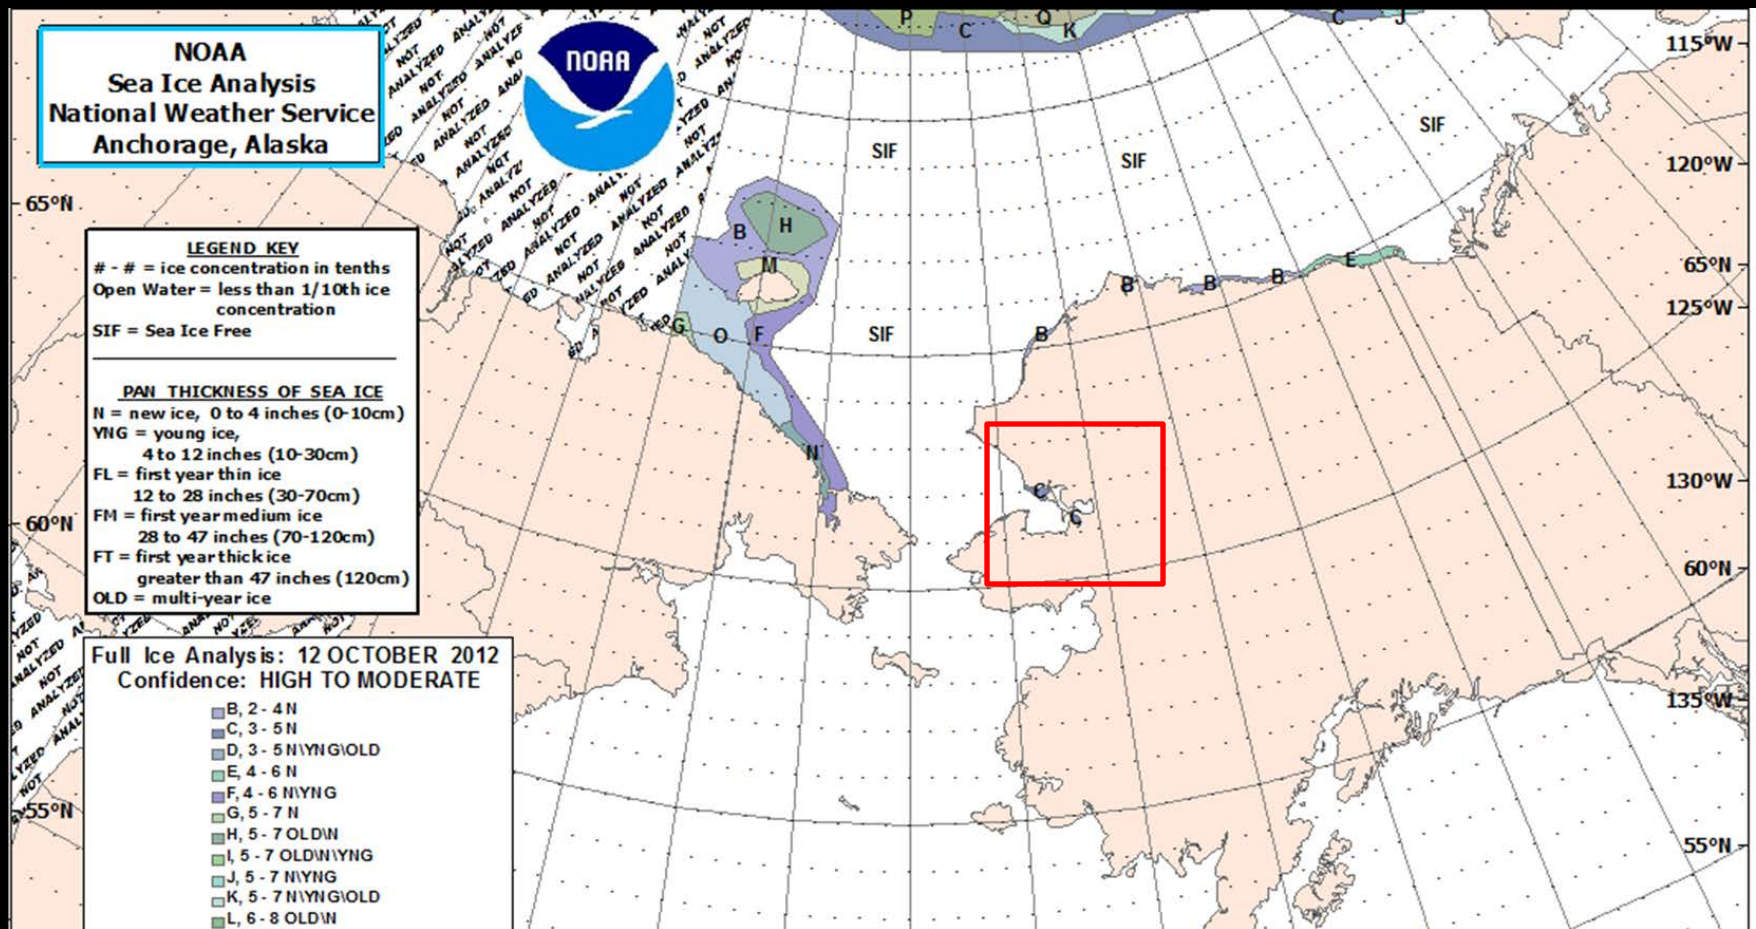 NOAA
Sea Ice Analysis
National Weather Service
Anchorage, Alaska
NOAA
P
C
Q
K
C
J
115°W
SIF
SIF
SIF
120°W
65°N
LEGEND KEY
# - # = ice concentration in tenths
Open Water = less than 1/10th ice
concentration
SIF = Sea Ice Free
PAN THICKNESS OF SEA ICE
N = new ice, 0 to 4 inches (0-10cm)
YNG = young ice,
4 to 12 inches (10-30cm)
FL = first year thin ice
12 to 28 inches (30-70cm)
FM = first year medium ice
28 to 47 inches (70-120cm)
FT = first year thick ice
greater than 47 inches (120cm)
OLD = multi-year ice
B
H
M
G
O
F
SIF
N
B
B
B
B
E
65°N
125°W
C
C
130°W
60°N
60°N
135°W
55°N
55°N
NOT ANALYZED
Full Ice Analysis: 12 OCTOBER 2012
Confidence: HIGH TO MODERATE
B, 2 - 4 N
C, 3 - 5 N
D, 3 - 5 N\YNG\OLD
E, 4 - 6 N
F, 4 - 6 N\YNG
G, 5 - 7 N
H, 5 - 7 OLD\N
I, 5 - 7 OLD\N\YNG
J, 5 - 7 N\YNG
K, 5 - 7 N\YNG\OLD
L, 6 - 8 OLD\N